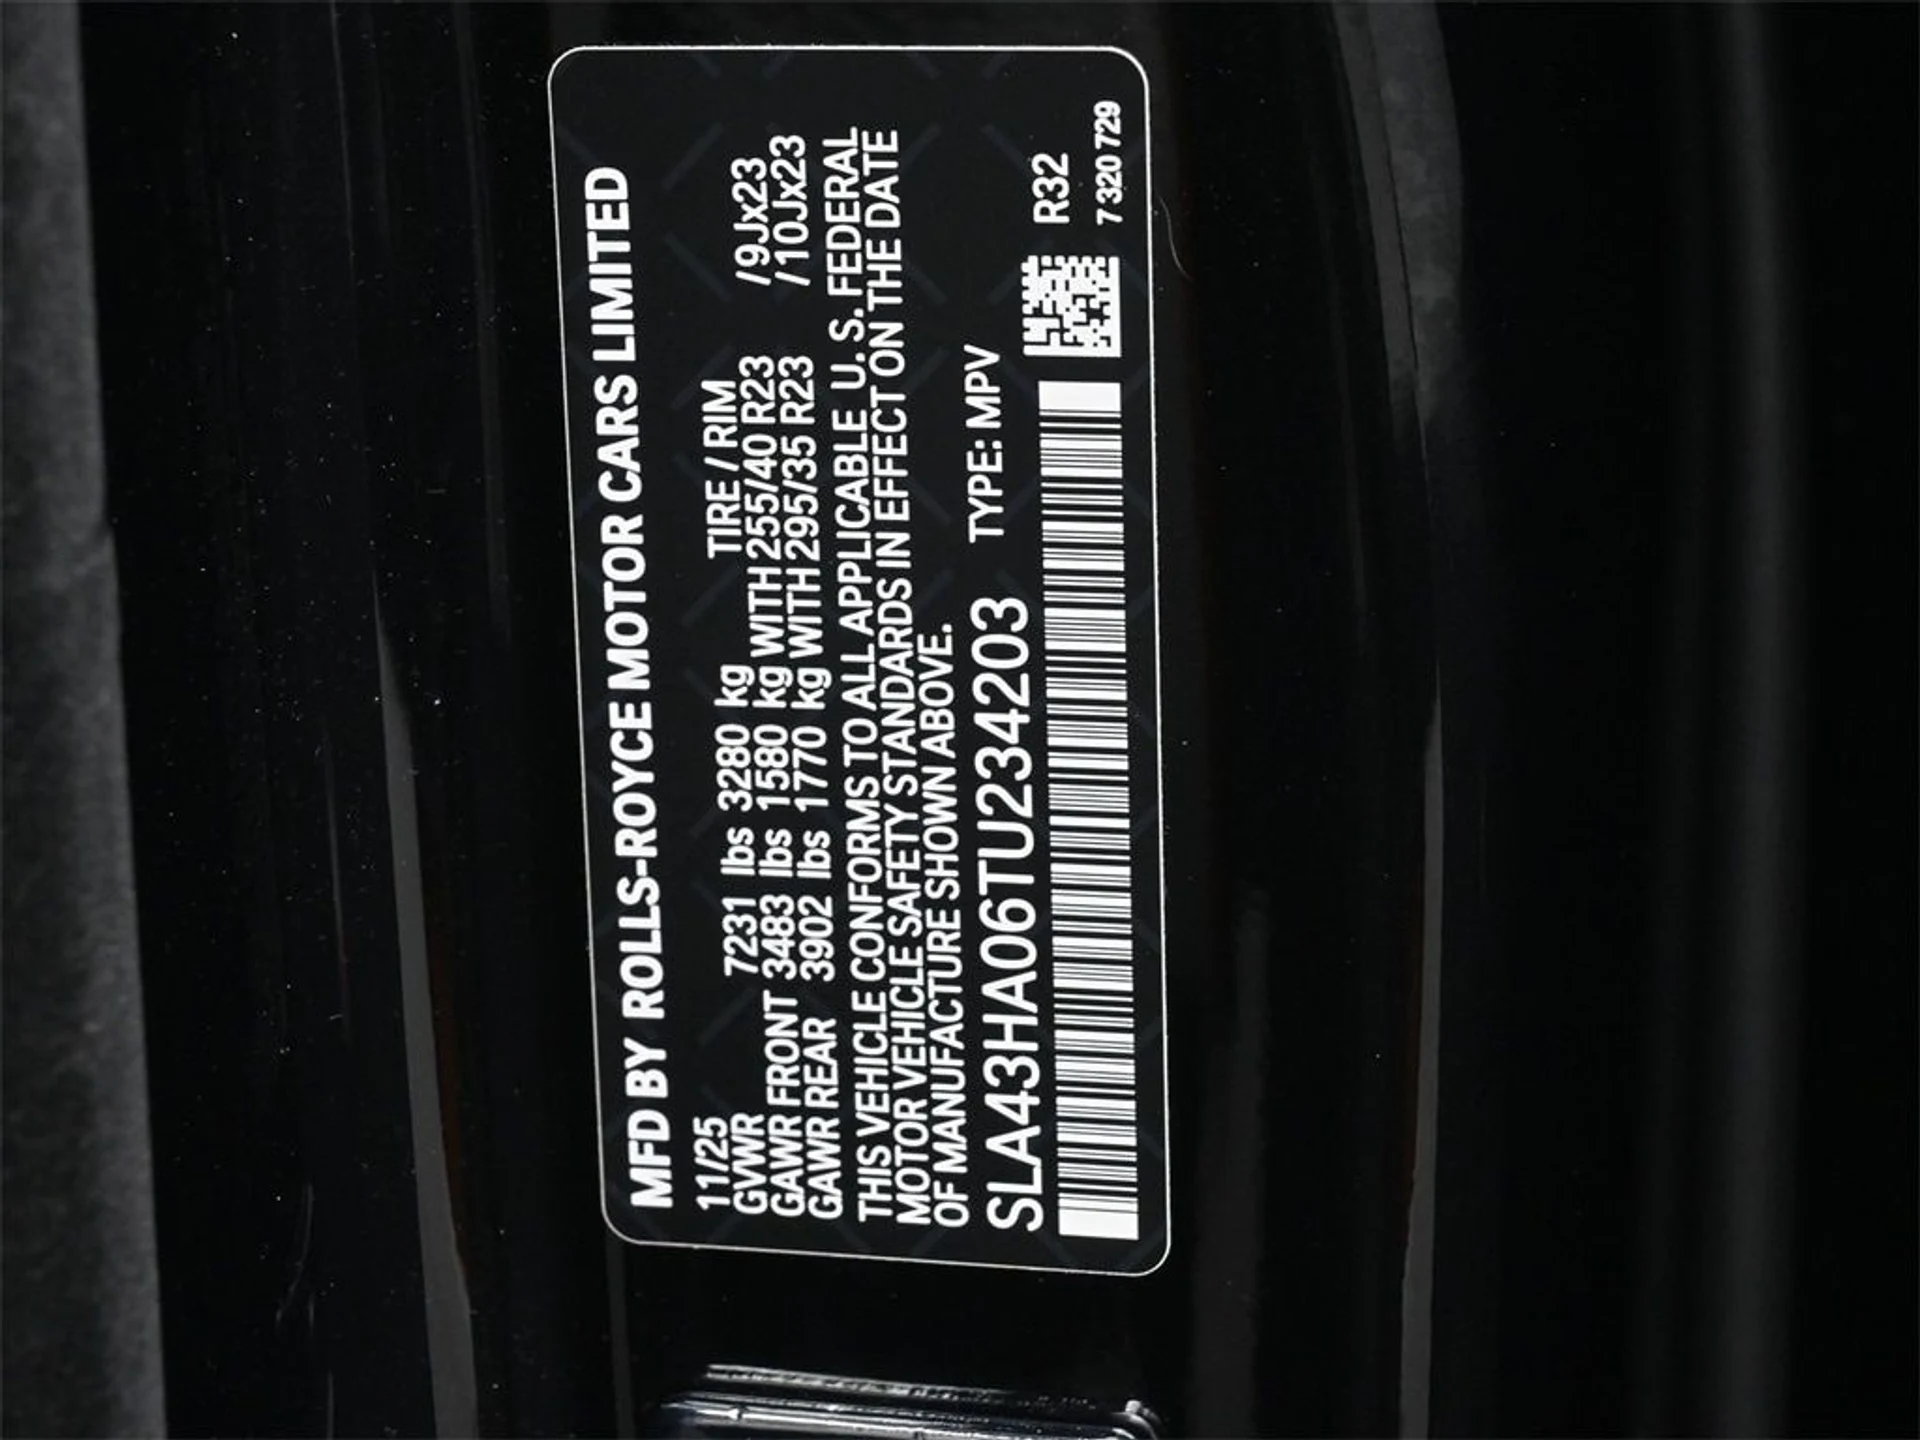 MFD BY ROLLS-ROYCE MOTOR CARS LIMITED
11/25 TIRE / RIM
GVWR 7231 lbs 3280 kg
GAWR FRONT 3483 lbs 1580 kg WITH 255/40 R23 /9Jx23
GAWR REAR 3902 lbs 1770 kg WITH 295/35 R23 /10Jx23
THIS VEHICLE CONFORMS TO ALL APPLICABLE U.S. FEDERAL
MOTOR VEHICLE SAFETY STANDARDS IN EFFECT ON THE DATE
OF MANUFACTURE SHOWN ABOVE.
SLA43HA06TU234203 TYPE: MPV
R32
7320729